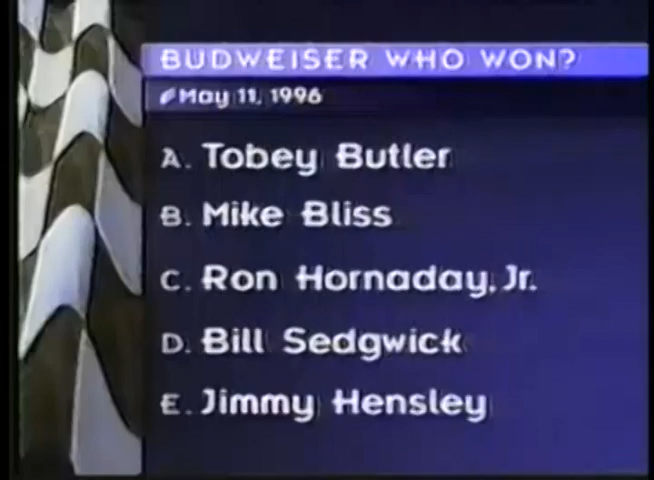 BUDWEISER WHO WON?
May 11, 1996
A. Tobey Butler
B. Mike Bliss
C. Ron Hornaday, Jr.
D. Bill Sedgwick
E. Jimmy Hensley